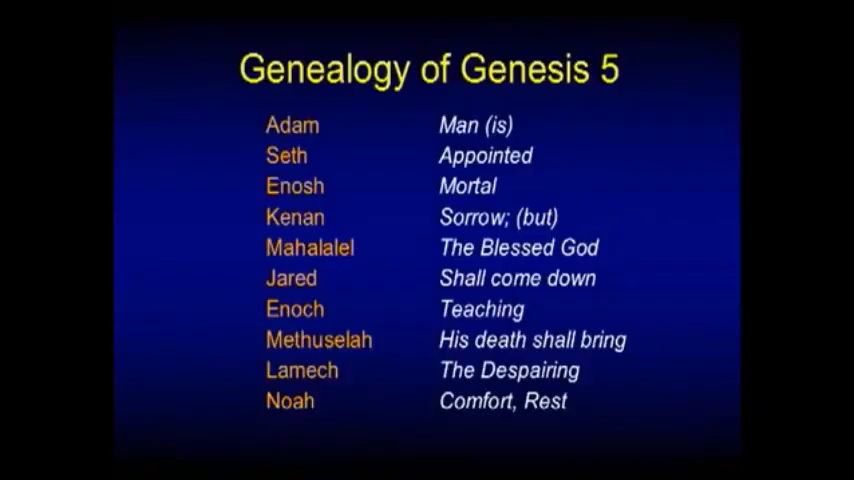 Genealogy of Genesis 5
Adam Man (is)
Seth Appointed
Enosh Mortal
Kenan Sorrow; (but)
Mahalalel The Blessed God
Jared Shall come down
Enoch Teaching
Methuselah His death shall bring
Lamech The Despairing
Noah Comfort, Rest